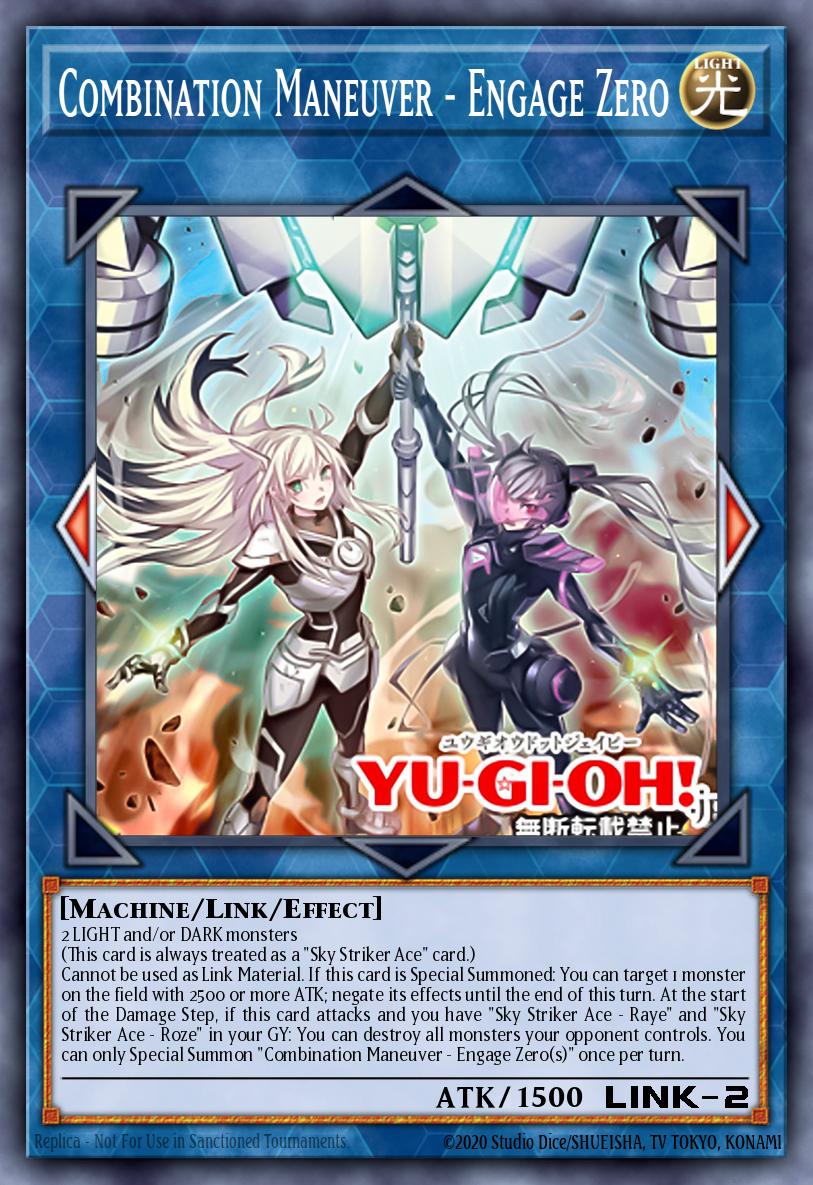 COMBINATION MANEUVER - ENGAGE ZERO
LIGHT
光
ユウギオウドットジェイピー
YU-GI-OH!
無断転載禁止
[MACHINE/LINK/EFFECT]
2 LIGHT and/or DARK monsters
(This card is always treated as a "Sky Striker Ace" card.)
Cannot be used as Link Material. If this card is Special Summoned: You can target 1 monster
on the field with 2500 or more ATK; negate its effects until the end of this turn. At the start
of the Damage Step, if this card attacks and you have "Sky Striker Ace - Raye" and "Sky
Striker Ace - Roze" in your GY: You can destroy all monsters your opponent controls. You
can only Special Summon "Combination Maneuver - Engage Zero(s)" once per turn.
ATK/1500 LINK-2
Replica - Not For Use in Sanctioned Tournaments.
©2020 Studio Dice/SHUEISHA, TV TOKYO, KONAMI